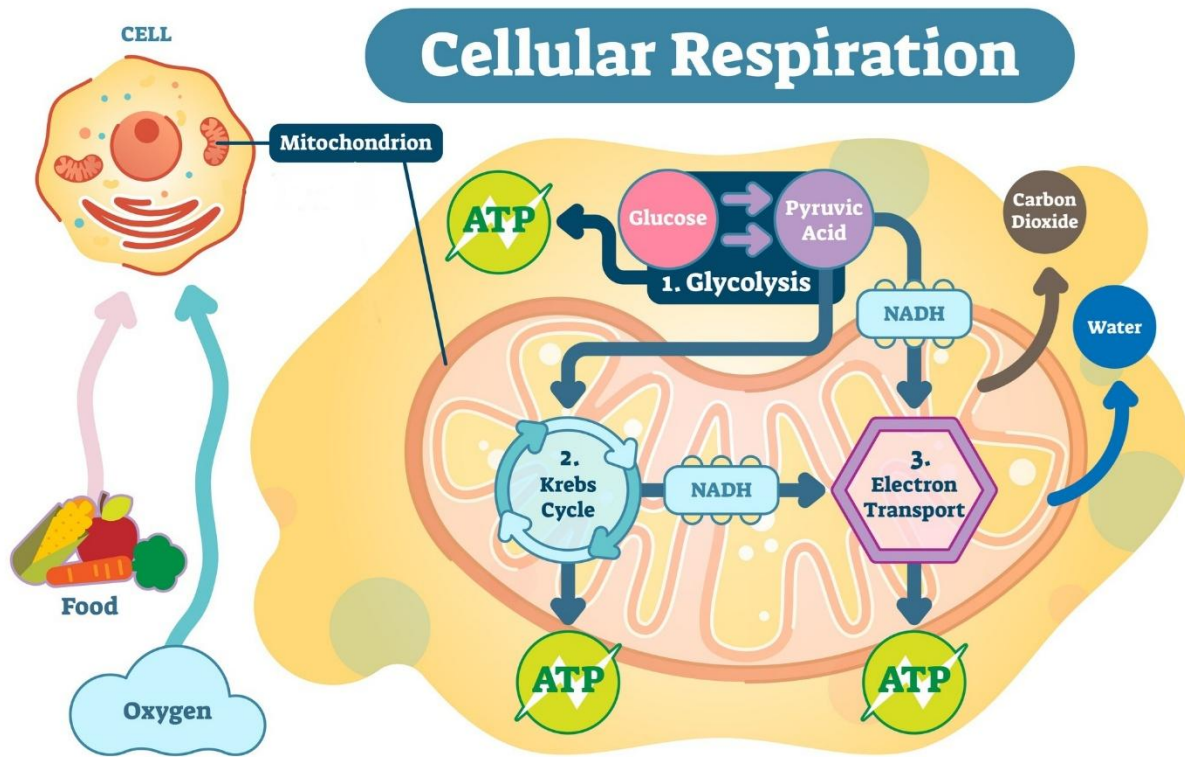 CELL
Cellular Respiration
Mitochondrion
ATP
Glucose
Pyruvic
Acid
1. Glycolysis
Carbon
Dioxide
NADH
Water
2.
Krebs
Cycle
NADH
3.
Electron
Transport
Food
ATP
ATP
Oxygen